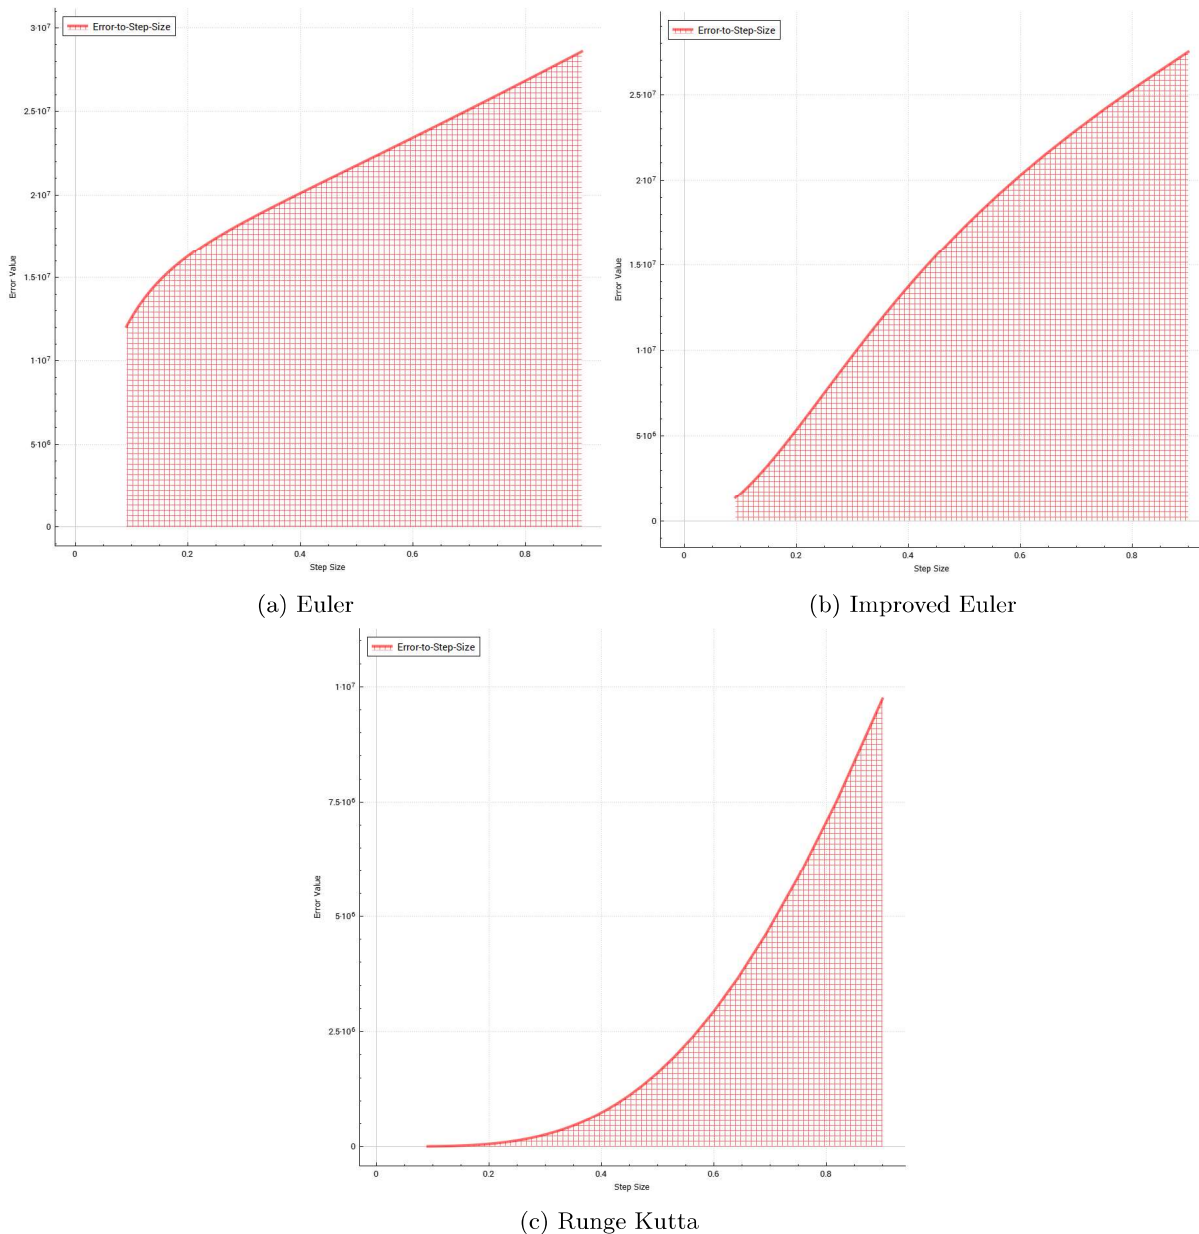 Error-to-Step-Size
3·10⁷
2.5·10⁷
2·10⁷
1.5·10⁷
1·10⁷
5·10⁶
0
Error Value
0 0.2 0.4 0.6 0.8
Step Size
(a) Euler
Error-to-Step-Size
2.5·10⁷
2·10⁷
1.5·10⁷
1·10⁷
5·10⁶
0
Error Value
0 0.2 0.4 0.6 0.8
Step Size
(b) Improved Euler
Error-to-Step-Size
1·10⁷
7.5·10⁶
5·10⁶
2.5·10⁶
0
Error Value
0 0.2 0.4 0.6 0.8
Step Size
(c) Runge Kutta